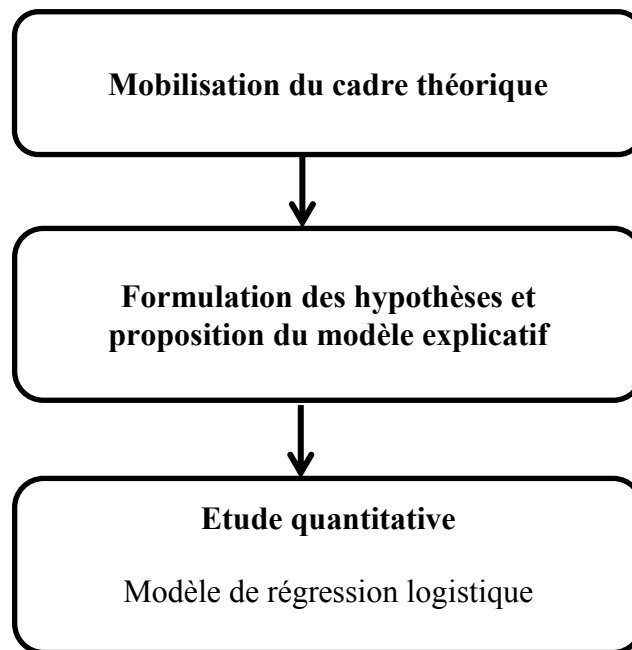 Mobilisation du cadre théorique
Formulation des hypothèses et
proposition du modèle explicatif
Etude quantitative
Modèle de régression logistique